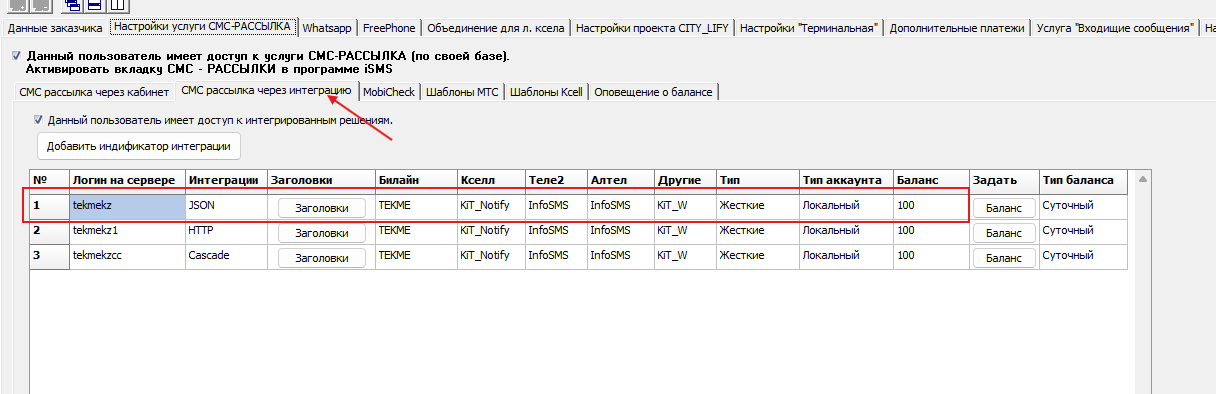 Данные заказчика Настройки услуги СМС-РАССЫЛКА Whatsapp FreePhone Объединение для л. ксела Настройки проекта CITY_LIFY Настройки "Терминальная" Дополнительные платежи Услуга "Входящие сообщения" На
Данный пользователь имеет доступ к услуги СМС-РАССЫЛКА (по своей базе).
Активировать вкладку СМС - РАССЫЛКИ в программе iSMS
СМС рассылка через кабинет СМС рассылка через интеграцию MobiCheck Шаблоны МТС Шаблоны Kcell Оповещение о балансе
Данный пользователь имеет доступ к интегрированным решениям.
Добавить индификатор интеграции
№ Логин на сервере Интеграции Заголовки Билайн Кселл Теле2 Алтел Другие Тип Тип аккаунта Баланс Задать Тип баланса
1 tekmekz JSON Заголовки TEKME KiT_Notify InfoSMS InfoSMS KiT_W Жесткие Локальный 100 Баланс Суточный
2 tekmekz1 HTTP Заголовки TEKME KiT_Notify InfoSMS InfoSMS KiT_W Жесткие Локальный 100 Баланс Суточный
3 tekmekzcc Cascade Заголовки TEKME KiT_Notify InfoSMS InfoSMS KiT_W Жесткие Локальный 100 Баланс Суточный